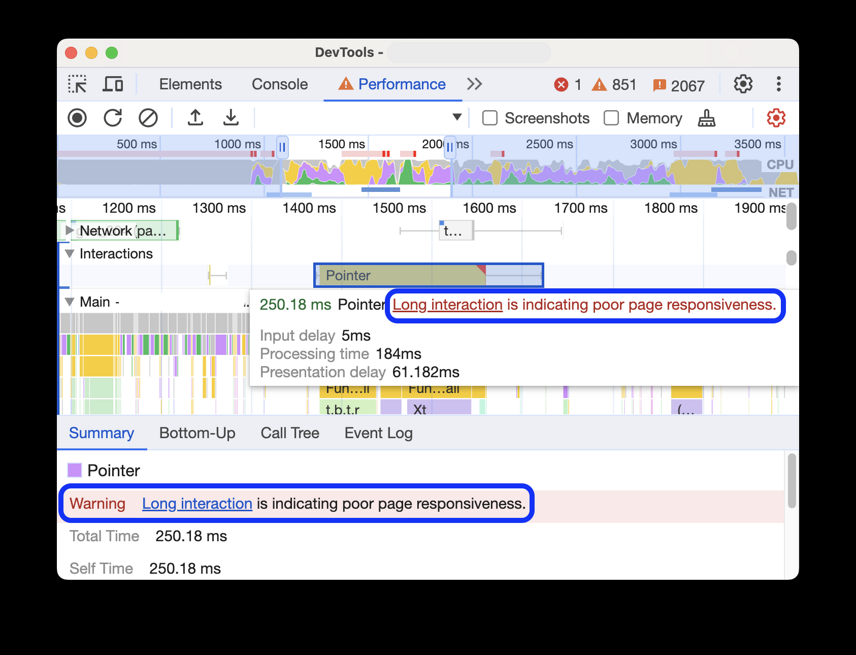 DevTools -
Elements Console Performance 1 851 2067
Screenshots Memory
500 ms 1000 ms 1500 ms 200 ms 2500 ms 3000 ms 3500 ms
CPU
NET
ns 1200 ms 1300 ms 1400 ms 1500 ms 1600 ms 1700 ms 1800 ms 1900 ms
Network (pa... t...
Interactions
Pointer
Main - ...
250.18 ms Pointer Long interaction is indicating poor page responsiveness.
Input delay 5ms
Processing time 184ms
Presentation delay 61.182ms
Fun...ll Fun...all
t.b.t.r Xt (...
Summary Bottom-Up Call Tree Event Log
Pointer
Warning Long interaction is indicating poor page responsiveness.
Total Time 250.18 ms
Self Time 250.18 ms